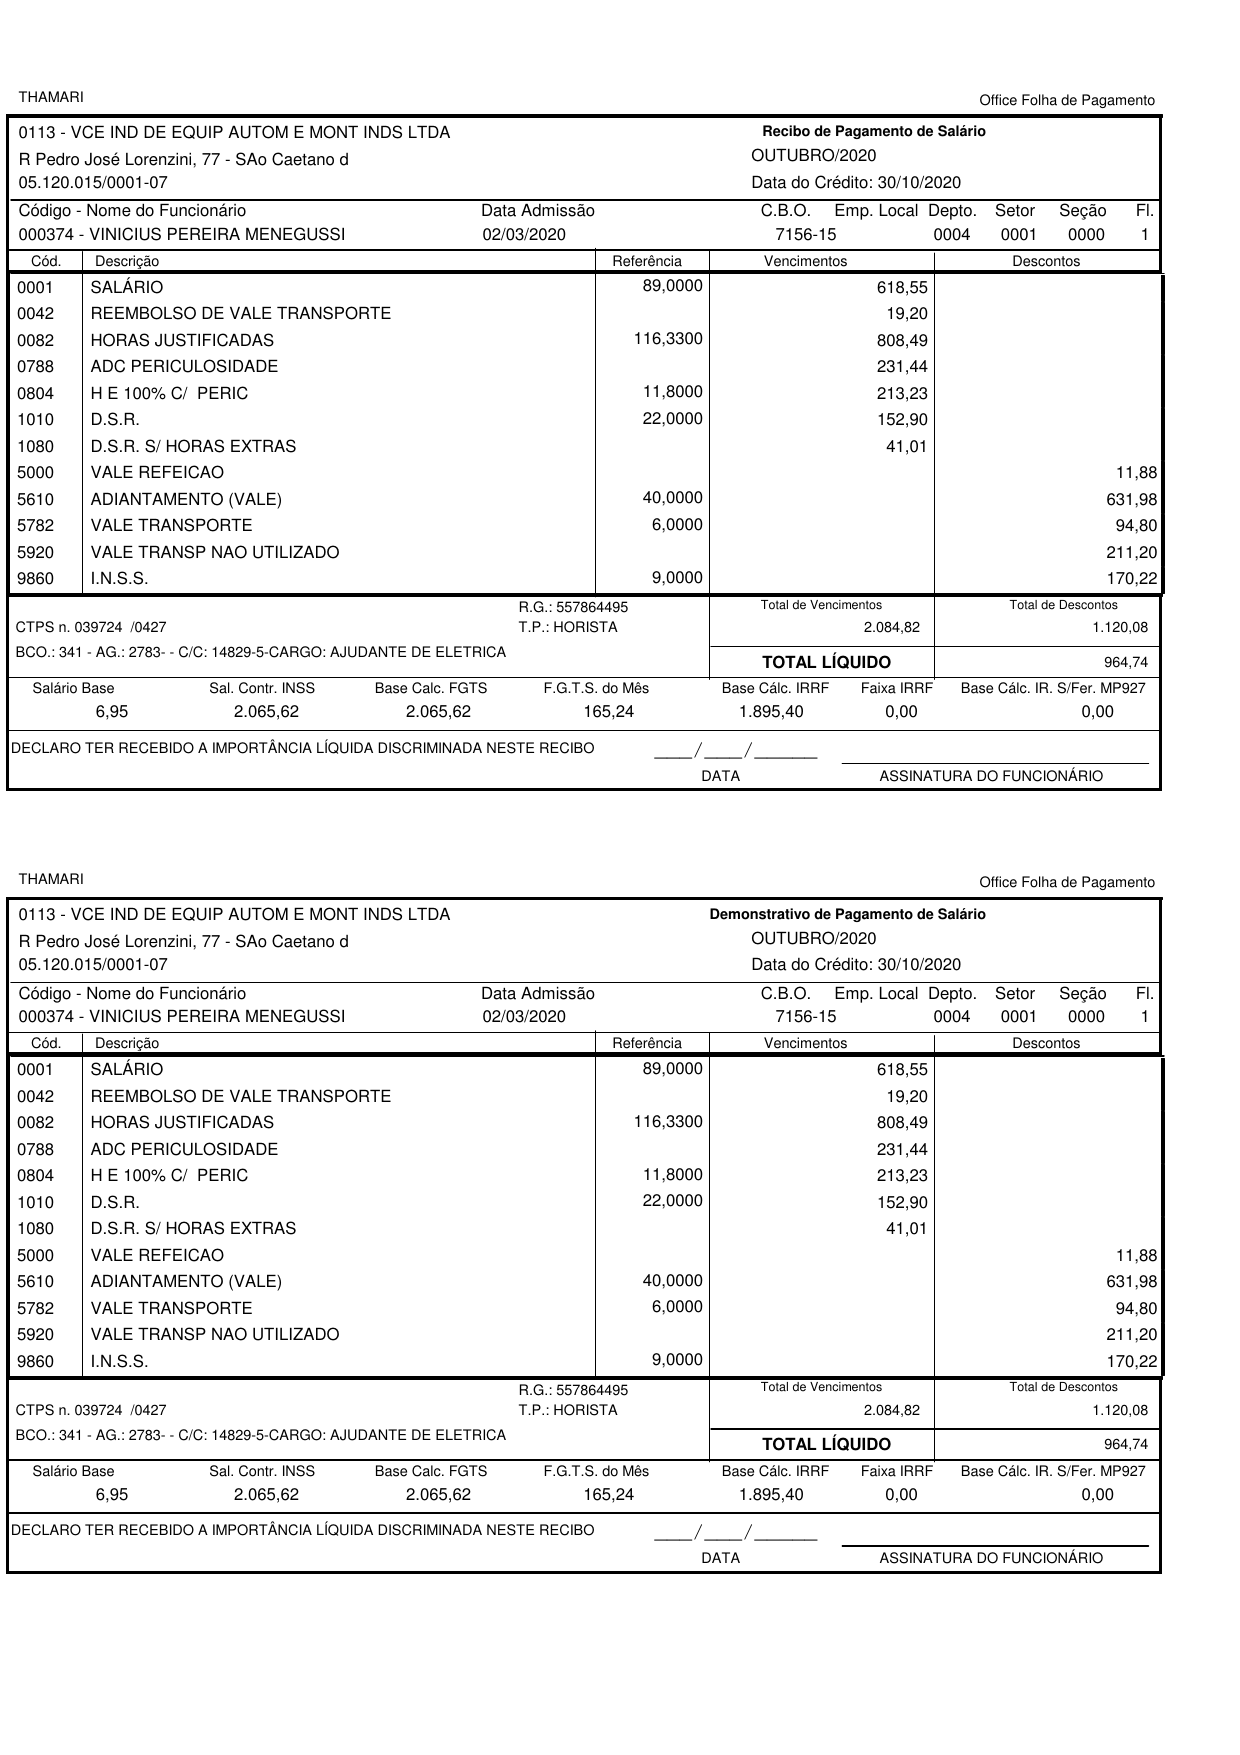 THAMARI
Office Folha de Pagamento
0113 - VCE IND DE EQUIP AUTOM E MONT INDS LTDA Recibo de Pagamento de Salário
R Pedro José Lorenzini, 77 - SAo Caetano d OUTUBRO/2020
05.120.015/0001-07 Data do Crédito: 30/10/2020
Código - Nome do Funcionário Data Admissão C.B.O. Emp. Local Depto. Setor Seção Fl.
000374 - VINICIUS PEREIRA MENEGUSSI 02/03/2020 7156-15 0004 0001 0000 1
Cód. Descrição Referência Vencimentos Descontos
0001 SALÁRIO 89,0000 618,55
0042 REEMBOLSO DE VALE TRANSPORTE 19,20
0082 HORAS JUSTIFICADAS 116,3300 808,49
0788 ADC PERICULOSIDADE 231,44
0804 H E 100% C/ PERIC 11,8000 213,23
1010 D.S.R. 22,0000 152,90
1080 D.S.R. S/ HORAS EXTRAS 41,01
5000 VALE REFEICAO 11,88
5610 ADIANTAMENTO (VALE) 40,0000 631,98
5782 VALE TRANSPORTE 6,0000 94,80
5920 VALE TRANSP NAO UTILIZADO 211,20
9860 I.N.S.S. 9,0000 170,22
R.G.: 557864495 Total de Vencimentos Total de Descontos
CTPS n. 039724 /0427 T.P.: HORISTA 2.084,82 1.120,08
BCO.: 341 - AG.: 2783- - C/C: 14829-5-CARGO: AJUDANTE DE ELETRICA
TOTAL LÍQUIDO 964,74
Salário Base Sal. Contr. INSS Base Calc. FGTS F.G.T.S. do Mês Base Cálc. IRRF Faixa IRRF Base Cálc. IR. S/Fer. MP927
6,95 2.065,62 2.065,62 165,24 1.895,40 0,00 0,00
DECLARO TER RECEBIDO A IMPORTÂNCIA LÍQUIDA DISCRIMINADA NESTE RECIBO ____/____/_______
DATA ASSINATURA DO FUNCIONÁRIO
THAMARI
Office Folha de Pagamento
0113 - VCE IND DE EQUIP AUTOM E MONT INDS LTDA Demonstrativo de Pagamento de Salário
R Pedro José Lorenzini, 77 - SAo Caetano d OUTUBRO/2020
05.120.015/0001-07 Data do Crédito: 30/10/2020
Código - Nome do Funcionário Data Admissão C.B.O. Emp. Local Depto. Setor Seção Fl.
000374 - VINICIUS PEREIRA MENEGUSSI 02/03/2020 7156-15 0004 0001 0000 1
Cód. Descrição Referência Vencimentos Descontos
0001 SALÁRIO 89,0000 618,55
0042 REEMBOLSO DE VALE TRANSPORTE 19,20
0082 HORAS JUSTIFICADAS 116,3300 808,49
0788 ADC PERICULOSIDADE 231,44
0804 H E 100% C/ PERIC 11,8000 213,23
1010 D.S.R. 22,0000 152,90
1080 D.S.R. S/ HORAS EXTRAS 41,01
5000 VALE REFEICAO 11,88
5610 ADIANTAMENTO (VALE) 40,0000 631,98
5782 VALE TRANSPORTE 6,0000 94,80
5920 VALE TRANSP NAO UTILIZADO 211,20
9860 I.N.S.S. 9,0000 170,22
R.G.: 557864495 Total de Vencimentos Total de Descontos
CTPS n. 039724 /0427 T.P.: HORISTA 2.084,82 1.120,08
BCO.: 341 - AG.: 2783- - C/C: 14829-5-CARGO: AJUDANTE DE ELETRICA
TOTAL LÍQUIDO 964,74
Salário Base Sal. Contr. INSS Base Calc. FGTS F.G.T.S. do Mês Base Cálc. IRRF Faixa IRRF Base Cálc. IR. S/Fer. MP927
6,95 2.065,62 2.065,62 165,24 1.895,40 0,00 0,00
DECLARO TER RECEBIDO A IMPORTÂNCIA LÍQUIDA DISCRIMINADA NESTE RECIBO ____/____/_______
DATA ASSINATURA DO FUNCIONÁRIO